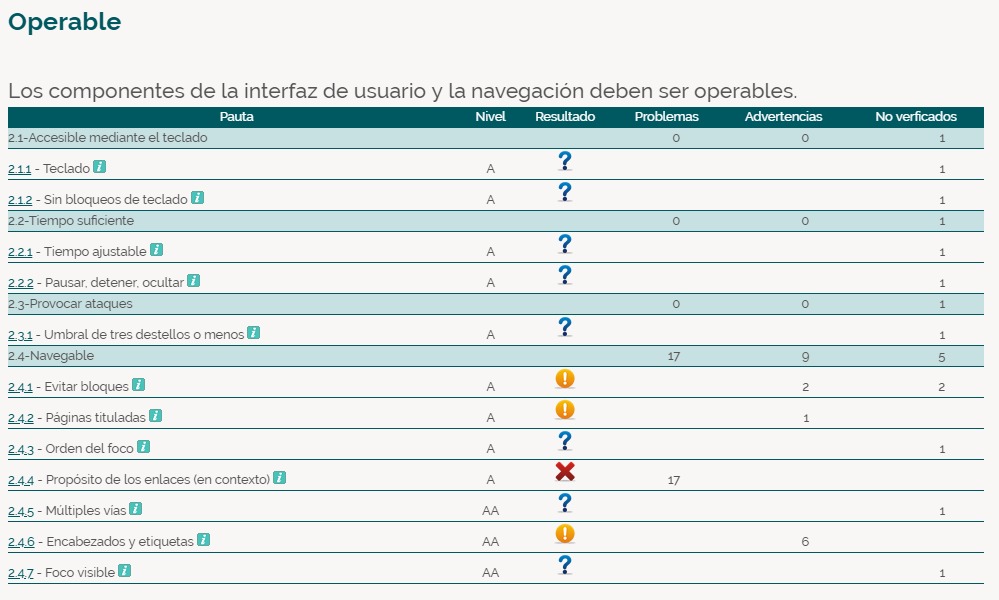 Operable
Los componentes de la interfaz de usuario y la navegación deben ser operables.
Pauta Nivel Resultado Problemas Advertencias No verficados
2.1-Accesible mediante el teclado 0 0 1
2.1.1 - Teclado i A ? 1
2.1.2 - Sin bloqueos de teclado i A ? 1
2.2-Tiempo suficiente 0 0 1
2.2.1 - Tiempo ajustable i A ? 1
2.2.2 - Pausar, detener, ocultar i A ? 1
2.3-Provocar ataques 0 0 1
2.3.1 - Umbral de tres destellos o menos i A ? 1
2.4-Navegable 17 9 5
2.4.1 - Evitar bloques i A ! 2 2
2.4.2 - Páginas tituladas i A ! 1
2.4.3 - Orden del foco i A ? 1
2.4.4 - Propósito de los enlaces (en contexto) i A 17
2.4.5 - Múltiples vías i AA ? 1
2.4.6 - Encabezados y etiquetas i AA ! 6
2.4.7 - Foco visible i AA ? 1